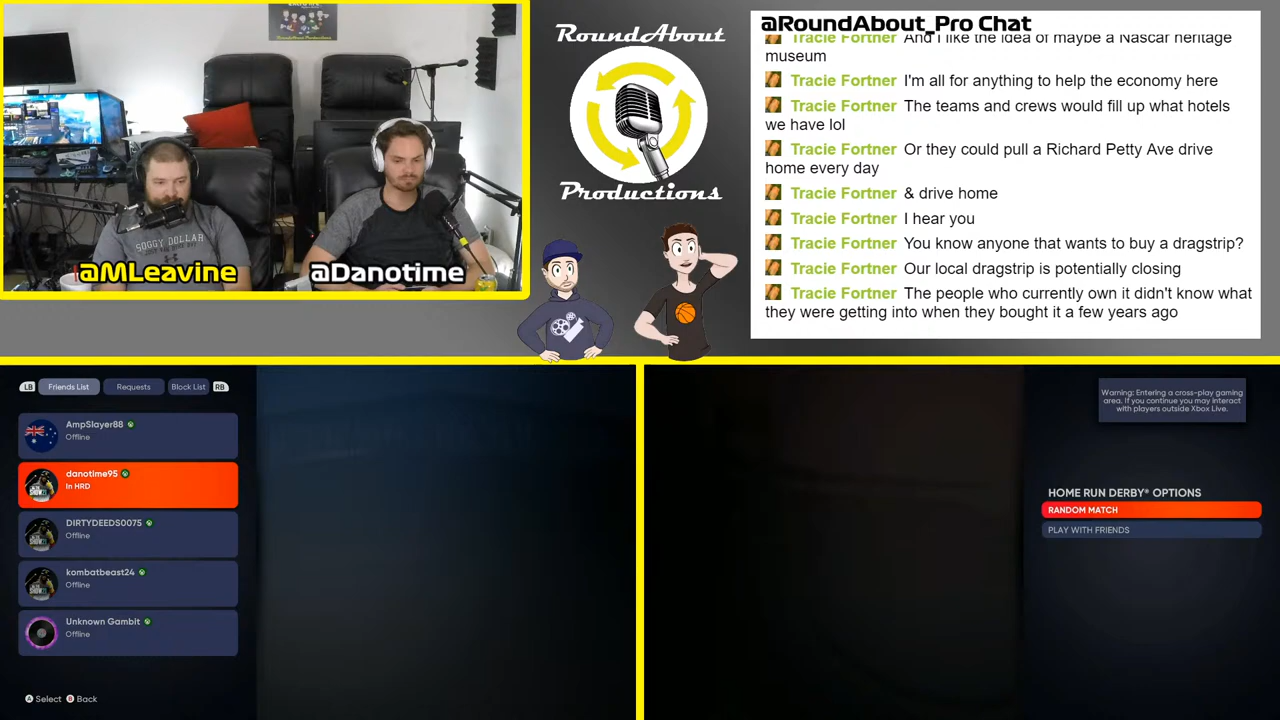 RoundAbout
Productions
@RoundAbout_Pro Chat
Tracie Fortner And I like the idea of maybe a Nascar heritage
museum
Tracie Fortner I'm all for anything to help the economy here
Tracie Fortner The teams and crews would fill up what hotels
we have lol
Tracie Fortner Or they could pull a Richard Petty Ave drive
home every day
Tracie Fortner & drive home
Tracie Fortner I hear you
Tracie Fortner You know anyone that wants to buy a dragstrip?
Tracie Fortner Our local dragstrip is potentially closing
Tracie Fortner The people who currently own it didn't know what
they were getting into when they bought it a few years ago
SOGGY DOLLAR
@MLeavine
@Danotime
LB Friends List Requests Block List RB
AmpSlayer88
Offline
danotime95
In HRD
DIRTYDEEDS0075
Offline
kombatbeast24
Offline
Unknown Gambit
Offline
A Select B Back
Warning: Entering a cross-play gaming
area. If you continue you may interact
with players outside Xbox Live.
HOME RUN DERBY® OPTIONS
RANDOM MATCH
PLAY WITH FRIENDS